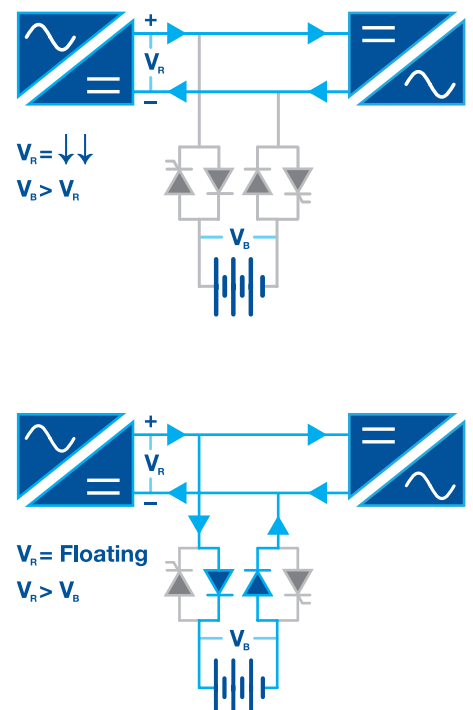 +
VR
−
VR = ↓↓
VB > VR
VB
+
VR
−
VR = Floating
VR > VB
VB